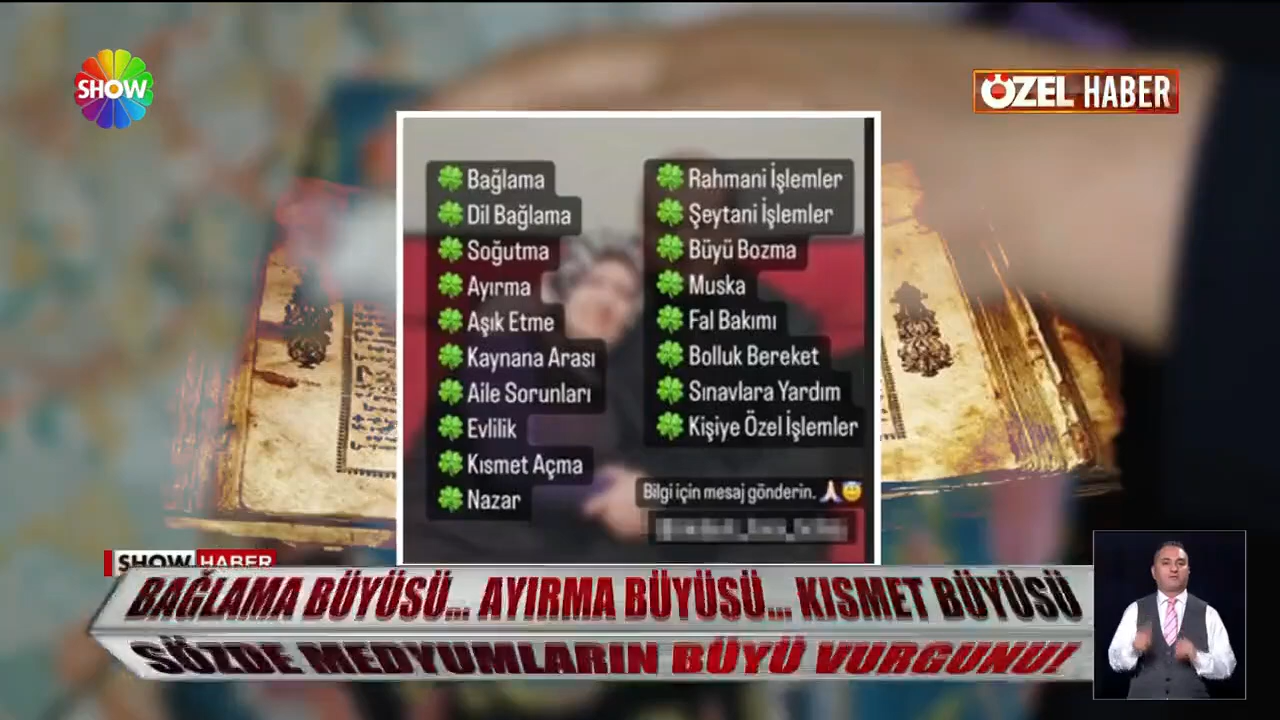 SHOW
ÖZEL HABER
Bağlama
Dil Bağlama
Soğutma
Ayırma
Aşık Etme
Kaynana Arası
Aile Sorunları
Evlilik
Kısmet Açma
Nazar
Rahmani İşlemler
Şeytani İşlemler
Büyü Bozma
Muska
Fal Bakımı
Bolluk Bereket
Sınavlara Yardım
Kişiye Özel İşlemler
Bilgi için mesaj gönderin.
SHOW HABER
BAĞLAMA BÜYÜSÜ... AYIRMA BÜYÜSÜ... KISMET BÜYÜSÜ
SÖZDE MEDYUMLARIN BÜYÜ VURGUNU!